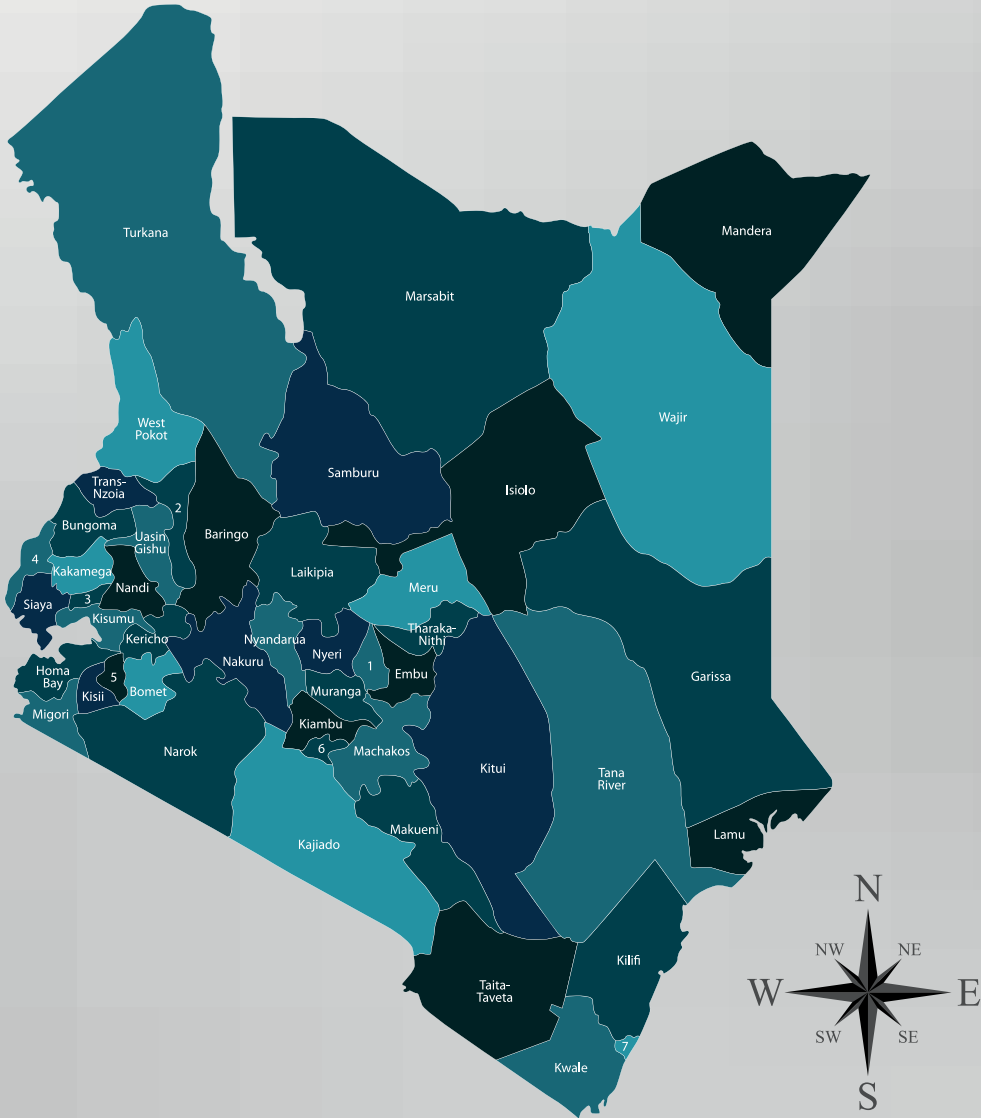 Turkana
Marsabit
Mandera
Wajir
West
Pokot
Samburu
Trans-
Nzoia
2
Isiolo
Bungoma
Uasin
Gishu
Baringo
4
Kakamega
Nandi
Laikipia
Meru
3
Siaya
Kisumu
Kericho
Nyandarua
Nyeri
Tharaka-
Nithi
Nakuru
1
Embu
Garissa
Homa
Bay
5
Kisii
Bomet
Muranga
Migori
Kiambu
6
Narok
Machakos
Kitui
Tana
River
Makueni
Kajiado
Lamu
Kilifi
Taita-
Taveta
7
Kwale
N
NW
NE
W
E
SW
SE
S